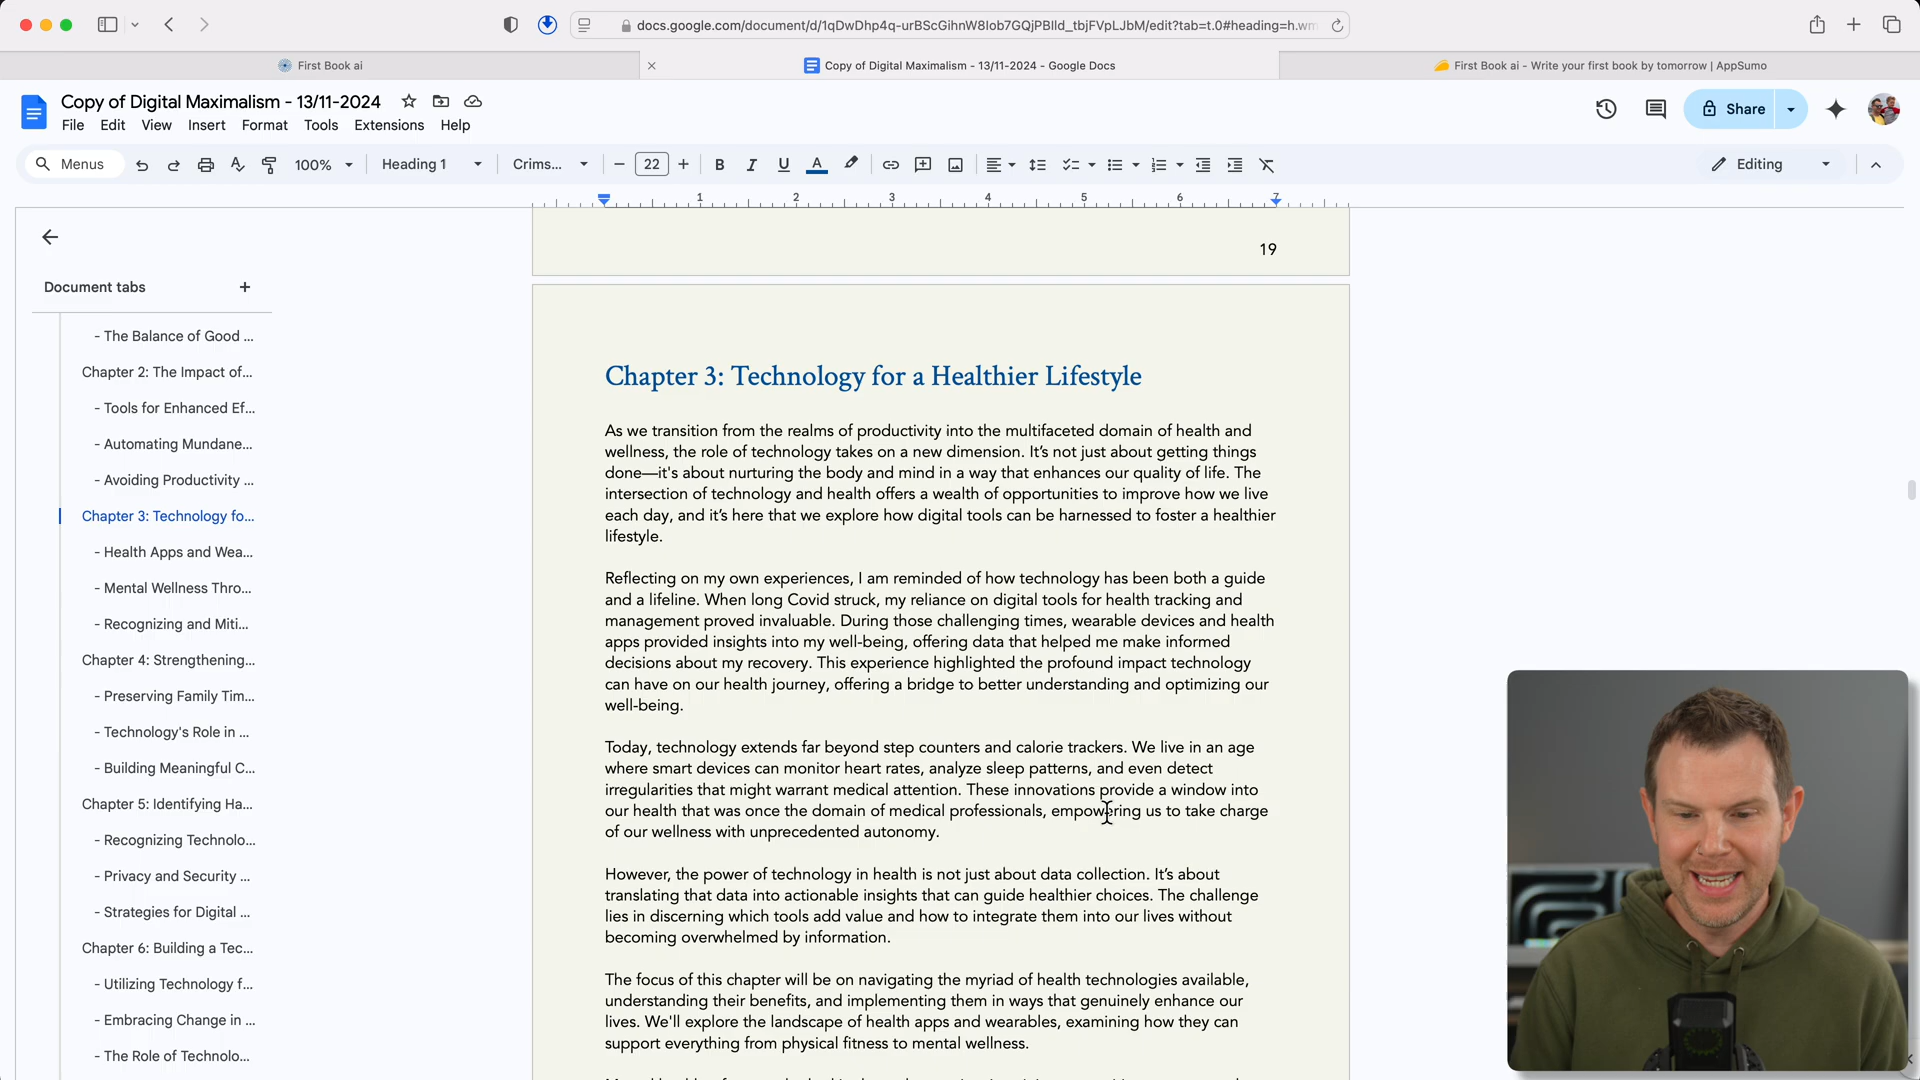 docs.google.com/document/d/1qDwDhp4q-urBScGihnW8Iob7GQjPBlld_tbjFVpLJbM/edit?tab=t.0#heading=h.wm
First Book ai
Copy of Digital Maximalism - 13/11-2024 - Google Docs
First Book ai - Write your first book by tomorrow | AppSumo
Copy of Digital Maximalism - 13/11-2024
Share
File Edit View Insert Format Tools Extensions Help
Menus 100% Heading 1 Crims... 22 B I U A Editing
1 2 3 4 5 6 7
Document tabs
- The Balance of Good ...
Chapter 2: The Impact of...
- Tools for Enhanced Ef...
- Automating Mundane...
- Avoiding Productivity ...
Chapter 3: Technology fo...
- Health Apps and Wea...
- Mental Wellness Thro...
- Recognizing and Miti...
Chapter 4: Strengthening...
- Preserving Family Tim...
- Technology's Role in ...
- Building Meaningful C...
Chapter 5: Identifying Ha...
- Recognizing Technolo...
- Privacy and Security ...
- Strategies for Digital ...
Chapter 6: Building a Tec...
- Utilizing Technology f...
- Embracing Change in ...
- The Role of Technolo...
19
Chapter 3: Technology for a Healthier Lifestyle
As we transition from the realms of productivity into the multifaceted domain of health and
wellness, the role of technology takes on a new dimension. It’s not just about getting things
done—it's about nurturing the body and mind in a way that enhances our quality of life. The
intersection of technology and health offers a wealth of opportunities to improve how we live
each day, and it’s here that we explore how digital tools can be harnessed to foster a healthier
lifestyle.
Reflecting on my own experiences, I am reminded of how technology has been both a guide
and a lifeline. When long Covid struck, my reliance on digital tools for health tracking and
management proved invaluable. During those challenging times, wearable devices and health
apps provided insights into my well-being, offering data that helped me make informed
decisions about my recovery. This experience highlighted the profound impact technology
can have on our health journey, offering a bridge to better understanding and optimizing our
well-being.
Today, technology extends far beyond step counters and calorie trackers. We live in an age
where smart devices can monitor heart rates, analyze sleep patterns, and even detect
irregularities that might warrant medical attention. These innovations provide a window into
our health that was once the domain of medical professionals, empowering us to take charge
of our wellness with unprecedented autonomy.
However, the power of technology in health is not just about data collection. It’s about
translating that data into actionable insights that can guide healthier choices. The challenge
lies in discerning which tools add value and how to integrate them into our lives without
becoming overwhelmed by information.
The focus of this chapter will be on navigating the myriad of health technologies available,
understanding their benefits, and implementing them in ways that genuinely enhance our
lives. We'll explore the landscape of health apps and wearables, examining how they can
support everything from physical fitness to mental wellness.